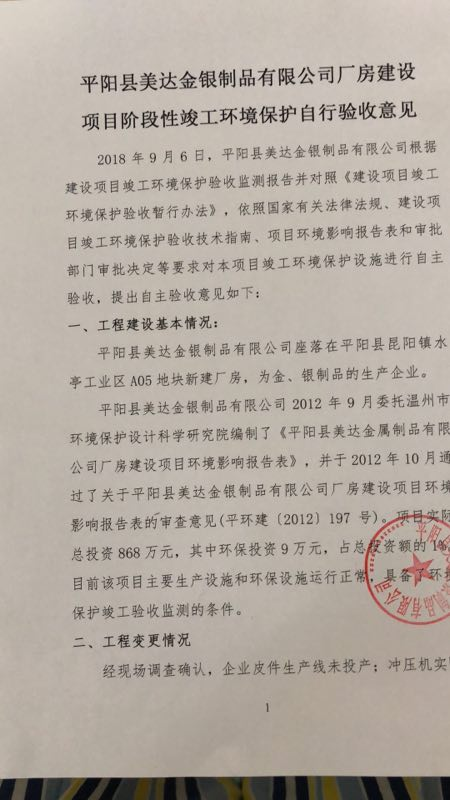 平阳县美达金银制品有限公司厂房建设
项目阶段性竣工环境保护自行验收意见
2018 年 9 月 6 日，平阳县美达金银制品有限公司根据
建设项目竣工环境保护验收监测报告并对照《建设项目竣工
环境保护验收暂行办法》，依照国家有关法律法规、建设项
目竣工环境保护验收技术指南、项目环境影响报告表和审批
部门审批决定等要求对本项目竣工环境保护设施进行自主
验收，提出自主验收意见如下：
一、工程建设基本情况：
平阳县美达金银制品有限公司座落在平阳县昆阳镇水
亭工业区 A05 地块新建厂房，为金、银制品的生产企业。
平阳县美达金银制品有限公司 2012 年 9 月委托温州市
环境保护设计科学研究院编制了《平阳县美达金属制品有限
公司厂房建设项目环境影响报告表》，并于 2012 年 10 月通
过了关于平阳县美达金银制品有限厂房建设项目环境
影响报告表的审查意见(平环建〔2012〕197 号)。项目实际
总投资 868 万元，其中环保投资 9 万元，占总投资额的 1%
目前该项目主要生产设施和环保设施运行正常，具备了环境
保护竣工验收监测的条件。
二、工程变更情况
经现场调查确认，企业皮件生产线未投产；冲压机实
1